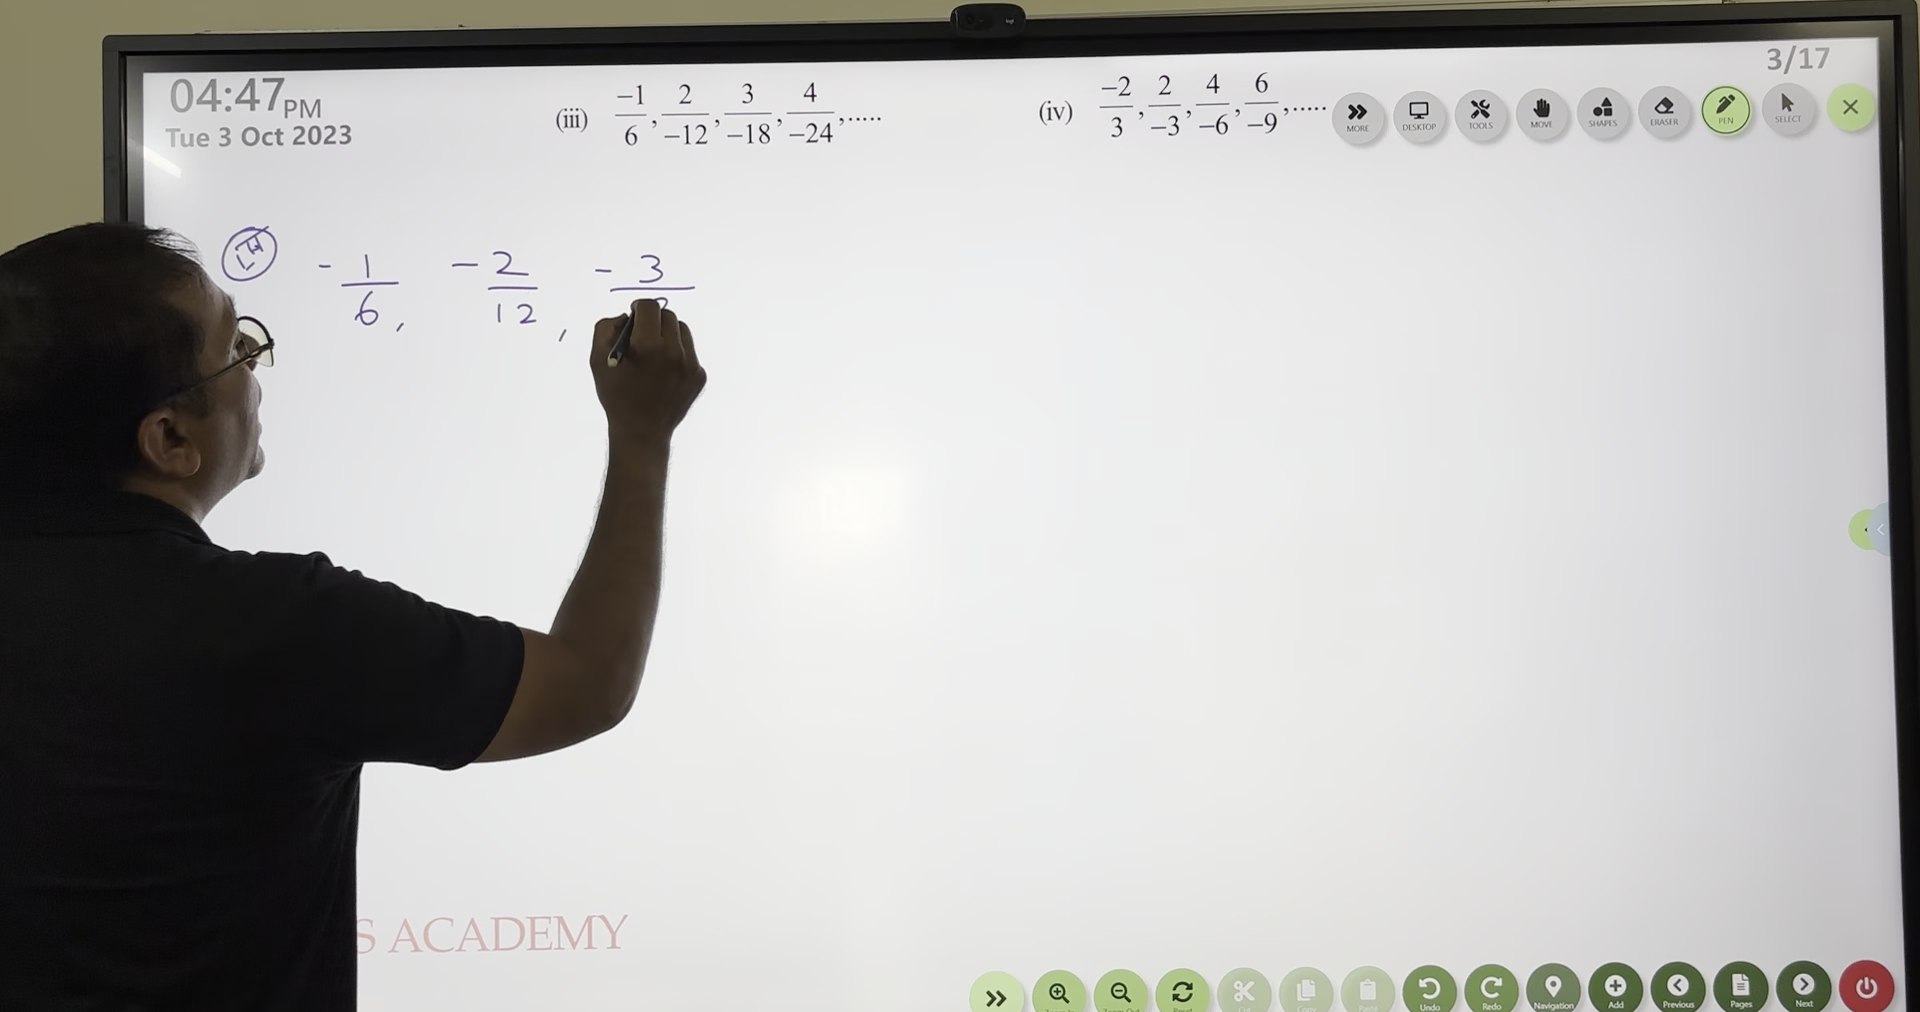 04:47 PM
Tue 3 Oct 2023
(iii) -1/6, 2/-12, 3/-18, 4/-24, .....
(iv) -2/3, 2/-3, 4/-6, 6/-9, .....
3/17
MORE DESKTOP TOOLS MOVE SHAPES ERASER PEN SELECT
- 1/6, - 2/12, - 3/
S ACADEMY
Undo Redo Navigation Add Previous Pages Next